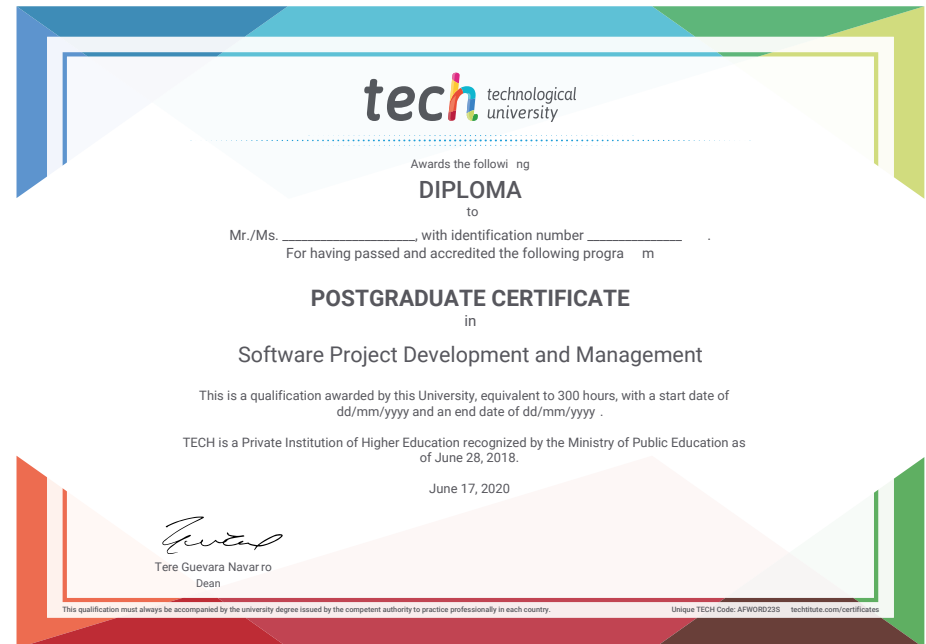 tech technological
university
Awards the followi ng
DIPLOMA
to
Mr./Ms. ____________________, with identification number ______________ .
For having passed and accredited the following progra m
POSTGRADUATE CERTIFICATE
in
Software Project Development and Management
This is a qualification awarded by this University, equivalent to 300 hours, with a start date of
dd/mm/yyyy and an end date of dd/mm/yyyy .
TECH is a Private Institution of Higher Education recognized by the Ministry of Public Education as
of June 28, 2018.
June 17, 2020
Tere Guevara Navar ro
Dean
This qualification must always be accompanied by the university degree issued by the competent authority to practice professionally in each country. Unique TECH Code: AFWORD23S techtitute.com/certificates